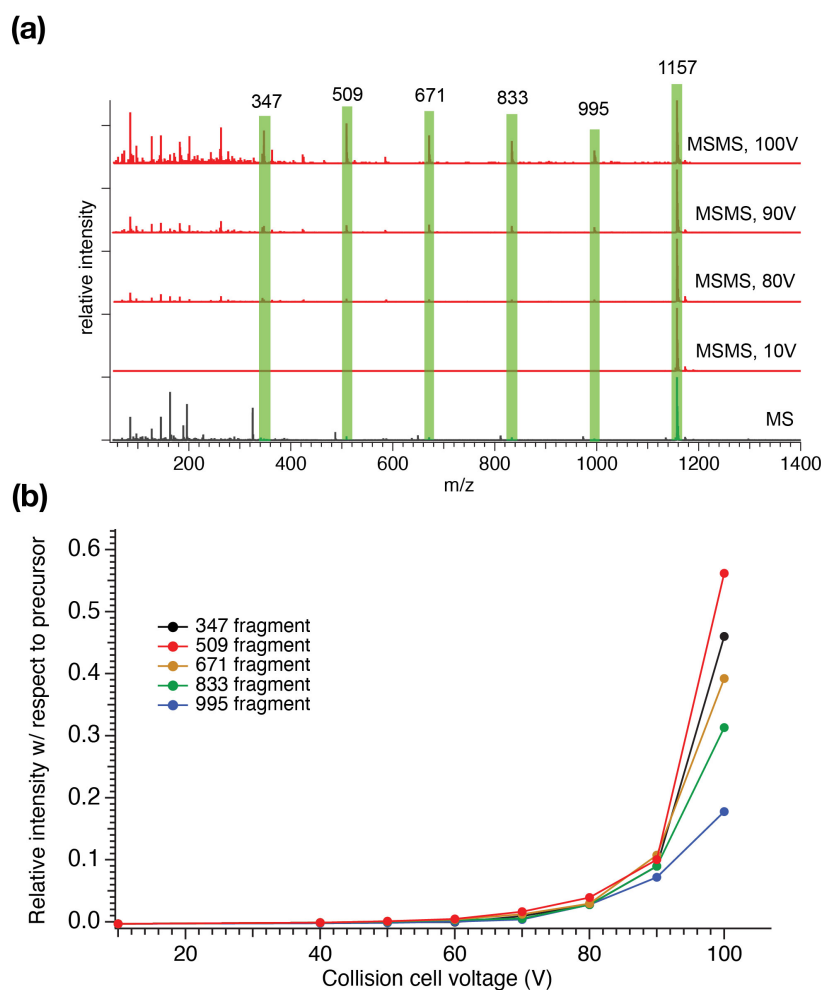 (a)
1157
347 509 671 833 995
MSMS, 100V
MSMS, 90V
MSMS, 80V
MSMS, 10V
MS
relative intensity
200 400 600 800 1000 1200 1400
m/z
(b)
Relative intensity w/ respect to precursor
0.6
0.5
0.4
0.3
0.2
0.1
0.0
347 fragment
509 fragment
671 fragment
833 fragment
995 fragment
20 40 60 80 100
Collision cell voltage (V)